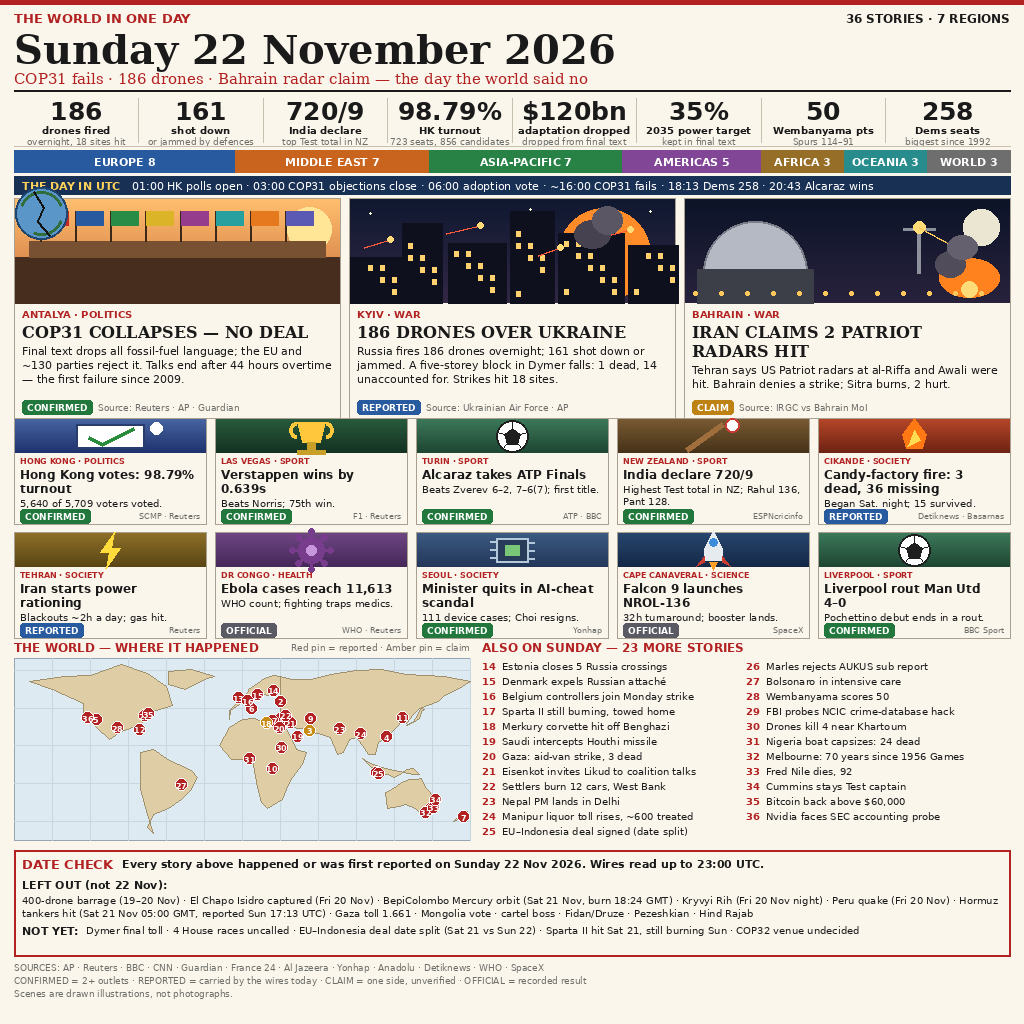 THE WORLD IN ONE DAY
36 STORIES · 7 REGIONS
Sunday 22 November 2026
COP31 fails · 186 drones · Bahrain radar claim — the day the world said no
186
drones fired
overnight, 18 sites hit
161
shot down
or jammed by defences
720/9
India declare
top Test total in NZ
98.79%
HK turnout
723 seats, 856 candidates
$120bn
adaptation dropped
dropped from final text
35%
2035 power target
kept in final text
50
Wembanyama pts
Spurs 114–91
258
Dems seats
biggest since 1992
EUROPE 8
MIDDLE EAST 7
ASIA-PACIFIC 7
AMERICAS 5
AFRICA 3
OCEANIA 3
WORLD 3
THE DAY IN UTC 01:00 HK polls open · 03:00 COP31 objections close · 06:00 adoption vote · ~16:00 COP31 fails · 18:13 Dems 258 · 20:43 Alcaraz wins
ANTALYA · POLITICS
COP31 COLLAPSES — NO DEAL
Final text drops all fossil-fuel language; the EU and
~130 parties reject it. Talks end after 44 hours overtime
— the first failure since 2009.
CONFIRMED Source: Reuters · AP · Guardian
KYIV · WAR
186 DRONES OVER UKRAINE
Russia fires 186 drones overnight; 161 shot down or
jammed. A five-storey block in Dymer falls: 1 dead, 14
unaccounted for. Strikes hit 18 sites.
REPORTED Source: Ukrainian Air Force · AP
BAHRAIN · WAR
IRAN CLAIMS 2 PATRIOT
RADARS HIT
Tehran says US Patriot radars at al-Riffa and Awali were
hit. Bahrain denies a strike; Sitra burns, 2 hurt.
CLAIM Source: IRGC vs Bahrain MoI
HONG KONG · POLITICS
Hong Kong votes: 98.79%
turnout
5,640 of 5,709 voters voted.
CONFIRMED SCMP · Reuters
LAS VEGAS · SPORT
Verstappen wins by
0.639s
Beats Norris; 75th win.
CONFIRMED F1 · Reuters
TURIN · SPORT
Alcaraz takes ATP Finals
Beats Zverev 6–2, 7–6(7); first title.
CONFIRMED ATP · BBC
NEW ZEALAND · SPORT
India declare 720/9
Highest Test total in NZ; Rahul 136,
Pant 128.
CONFIRMED ESPNcricinfo
CIKANDE · SOCIETY
Candy-factory fire: 3
dead, 36 missing
Began Sat. night; 15 survived.
REPORTED Detiknews · Basarnas
TEHRAN · SOCIETY
Iran starts power
rationing
Blackouts ~2h a day; gas hit.
REPORTED Reuters
DR CONGO · HEALTH
Ebola cases reach 11,613
WHO count; fighting traps medics.
OFFICIAL WHO · Reuters
SEOUL · SOCIETY
Minister quits in AI-cheat
scandal
111 device cases; Choi resigns.
CONFIRMED Yonhap
CAPE CANAVERAL · SCIENCE
Falcon 9 launches
NROL-136
32h turnaround; booster lands.
OFFICIAL SpaceX
LIVERPOOL · SPORT
Liverpool rout Man Utd
4–0
Pochettino debut ends in a rout.
CONFIRMED BBC Sport
THE WORLD — WHERE IT HAPPENED
Red pin = reported · Amber pin = claim
14
2
6
9
3
11
23
24
4
19
30
31
10
25
27
28
12
34
7
ALSO ON SUNDAY — 23 MORE STORIES
14 Estonia closes 5 Russia crossings
15 Denmark expels Russian attaché
16 Belgium controllers join Monday strike
17 Sparta II still burning, towed home
18 Merkury corvette hit off Benghazi
19 Saudi intercepts Houthi missile
20 Gaza: aid-van strike, 3 dead
21 Eisenkot invites Likud to coalition talks
22 Settlers burn 12 cars, West Bank
23 Nepal PM lands in Delhi
24 Manipur liquor toll rises, ~600 treated
25 EU–Indonesia deal signed (date split)
26 Marles rejects AUKUS sub report
27 Bolsonaro in intensive care
28 Wembanyama scores 50
29 FBI probes NCIC crime-database hack
30 Drones kill 4 near Khartoum
31 Nigeria boat capsizes: 24 dead
32 Melbourne: 70 years since 1956 Games
33 Fred Nile dies, 92
34 Cummins stays Test captain
35 Bitcoin back above $60,000
36 Nvidia faces SEC accounting probe
DATE CHECK Every story above happened or was first reported on Sunday 22 Nov 2026. Wires read up to 23:00 UTC.
LEFT OUT (not 22 Nov):
400-drone barrage (19–20 Nov) · El Chapo Isidro captured (Fri 20 Nov) · BepiColombo Mercury orbit (Sat 21 Nov, burn 18:24 GMT) · Kryvyi Rih (Fri 20 Nov night) · Peru quake (Fri 20 Nov) · Hormuz
tankers hit (Sat 21 Nov 05:00 GMT, reported Sun 17:13 UTC) · Gaza toll 1.661 · Mongolia vote · cartel boss · Fidan/Druze · Pezeshkian · Hind Rajab
NOT YET: Dymer final toll · 4 House races uncalled · EU–Indonesia deal date split (Sat 21 vs Sun 22) · Sparta II hit Sat 21, still burning Sun · COP32 venue undecided
SOURCES: AP · Reuters · BBC · CNN · Guardian · France 24 · Al Jazeera · Yonhap · Anadolu · Detiknews · WHO · SpaceX
CONFIRMED = 2+ outlets · REPORTED = carried by the wires today · CLAIM = one side, unverified · OFFICIAL = recorded result
Scenes are drawn illustrations, not photographs.